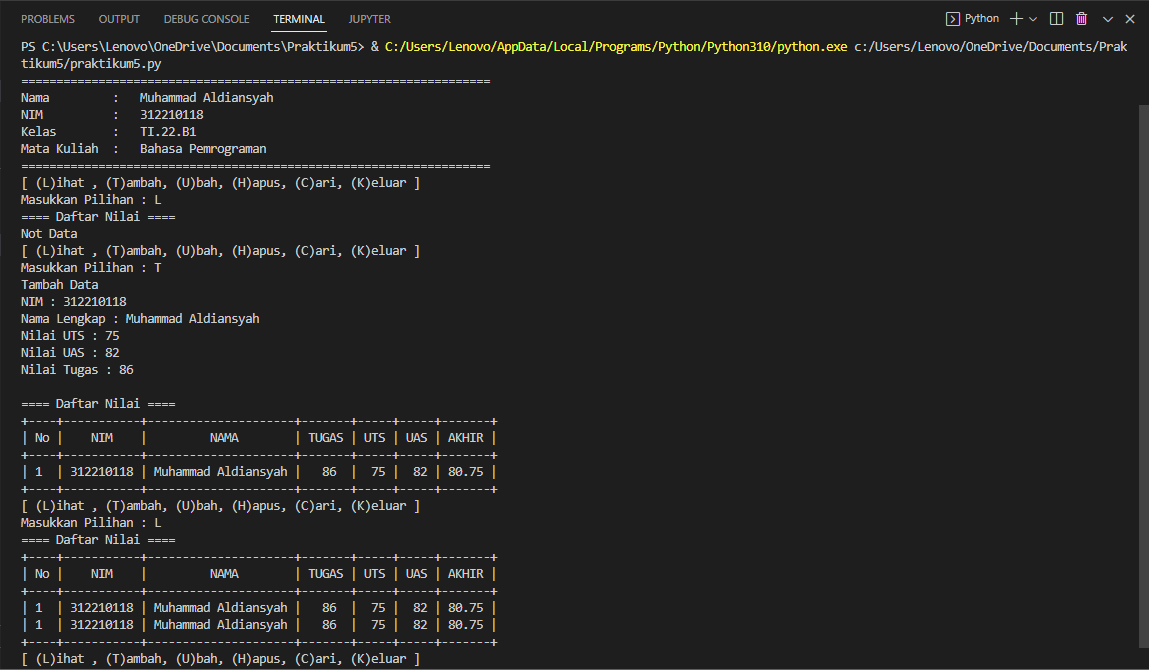 PROBLEMS OUTPUT DEBUG CONSOLE TERMINAL JUPYTER Python
PS C:\Users\Lenovo\OneDrive\Documents\Praktikum5> & C:/Users/Lenovo/AppData/Local/Programs/Python/Python310/python.exe c:/Users/Lenovo/OneDrive/Documents/Prak
tikum5/praktikum5.py
===================================================================
Nama         :   Muhammad Aldiansyah
NIM          :   312210118
Kelas        :   TI.22.B1
Mata Kuliah  :   Bahasa Pemrograman
===================================================================
[ (L)ihat , (T)ambah, (U)bah, (H)apus, (C)ari, (K)eluar ]
Masukkan Pilihan : L
==== Daftar Nilai ====
Not Data
[ (L)ihat , (T)ambah, (U)bah, (H)apus, (C)ari, (K)eluar ]
Masukkan Pilihan : T
Tambah Data
NIM : 312210118
Nama Lengkap : Muhammad Aldiansyah
Nilai UTS : 75
Nilai UAS : 82
Nilai Tugas : 86
==== Daftar Nilai ====
+----+-----------+---------------------+-------+-----+-----+-------+
| No |    NIM    |         NAMA        | TUGAS | UTS | UAS | AKHIR |
+----+-----------+---------------------+-------+-----+-----+-------+
| 1  | 312210118 | Muhammad Aldiansyah |   86  |  75 |  82 | 80.75 |
+----+-----------+---------------------+-------+-----+-----+-------+
[ (L)ihat , (T)ambah, (U)bah, (H)apus, (C)ari, (K)eluar ]
Masukkan Pilihan : L
==== Daftar Nilai ====
+----+-----------+---------------------+-------+-----+-----+-------+
| No |    NIM    |         NAMA        | TUGAS | UTS | UAS | AKHIR |
+----+-----------+---------------------+-------+-----+-----+-------+
| 1  | 312210118 | Muhammad Aldiansyah |   86  |  75 |  82 | 80.75 |
| 1  | 312210118 | Muhammad Aldiansyah |   86  |  75 |  82 | 80.75 |
+----+-----------+---------------------+-------+-----+-----+-------+
[ (L)ihat , (T)ambah, (U)bah, (H)apus, (C)ari, (K)eluar ]